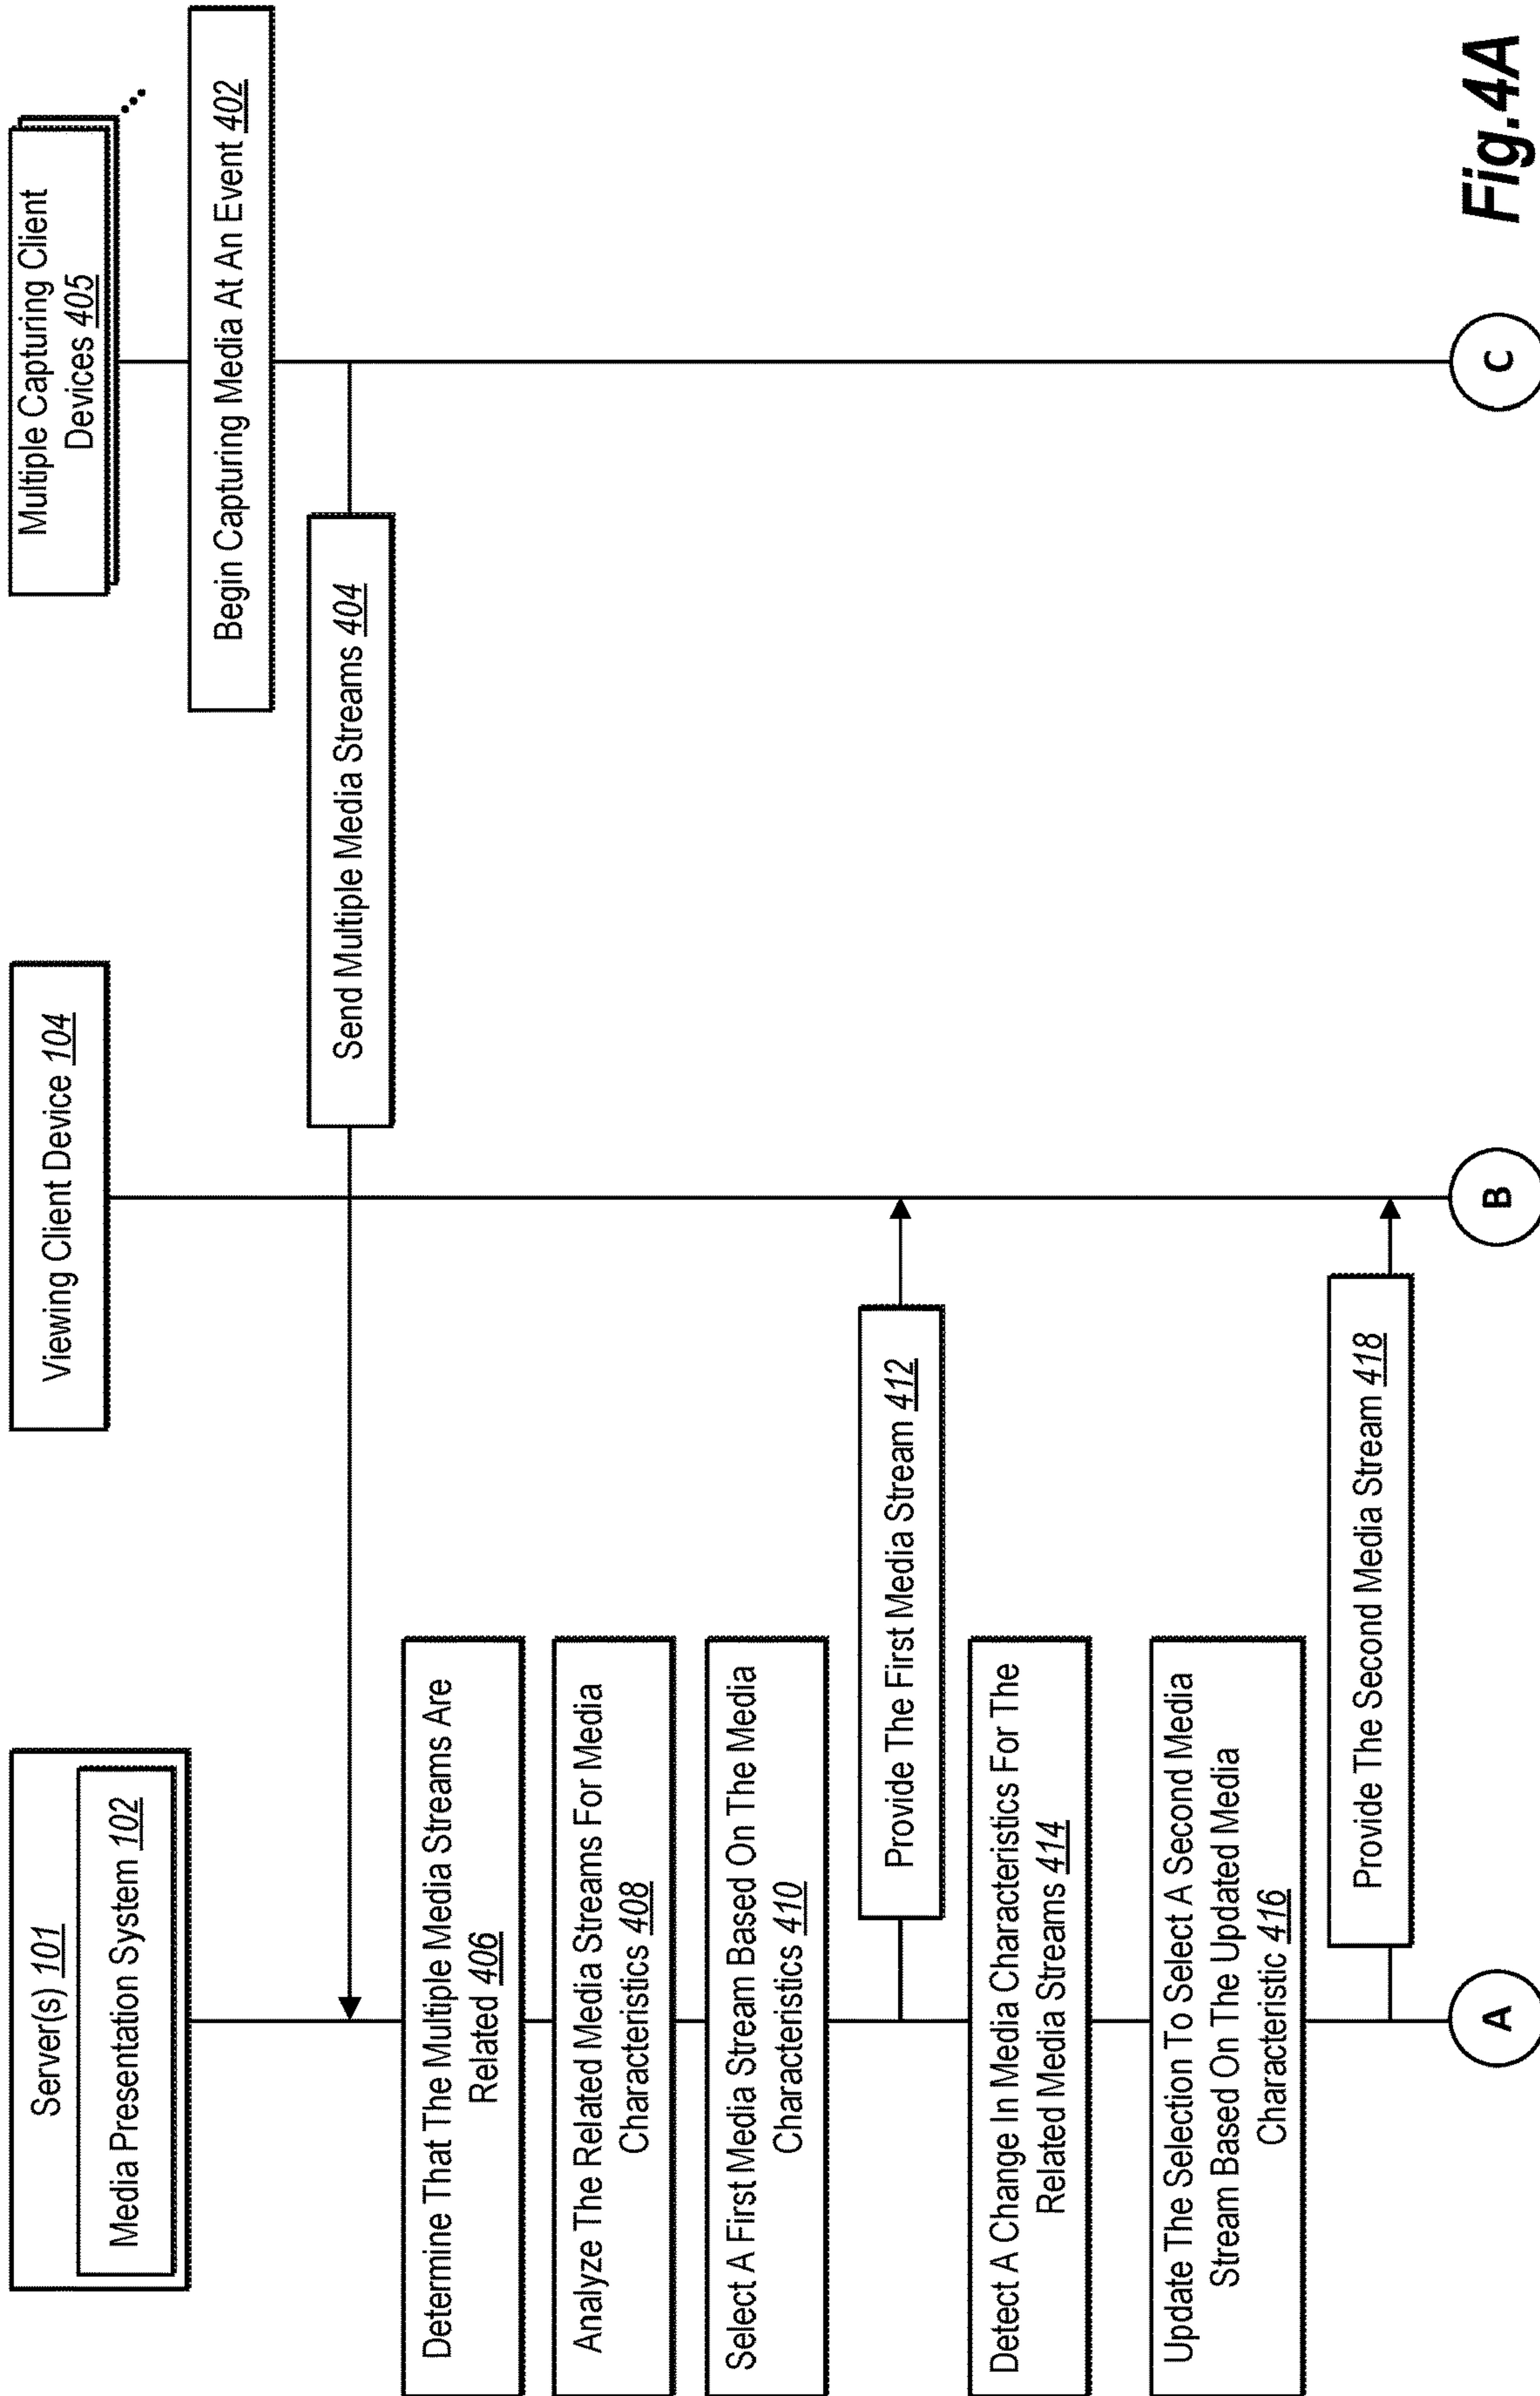 Server(s) 101
Media Presentation System 102
Viewing Client Device 104
Multiple Capturing Client
Devices 405
Begin Capturing Media At An Event 402
Send Multiple Media Streams 404
Determine That The Multiple Media Streams Are
Related 406
Analyze The Related Media Streams For Media
Characteristics 408
Select A First Media Stream Based On The Media
Characteristics 410
Provide The First Media Stream 412
Detect A Change In Media Characteristics For The
Related Media Streams 414
Update The Selection To Select A Second Media
Stream Based On The Updated Media
Characteristic 416
Provide The Second Media Stream 418
A
B
C
Fig.4A